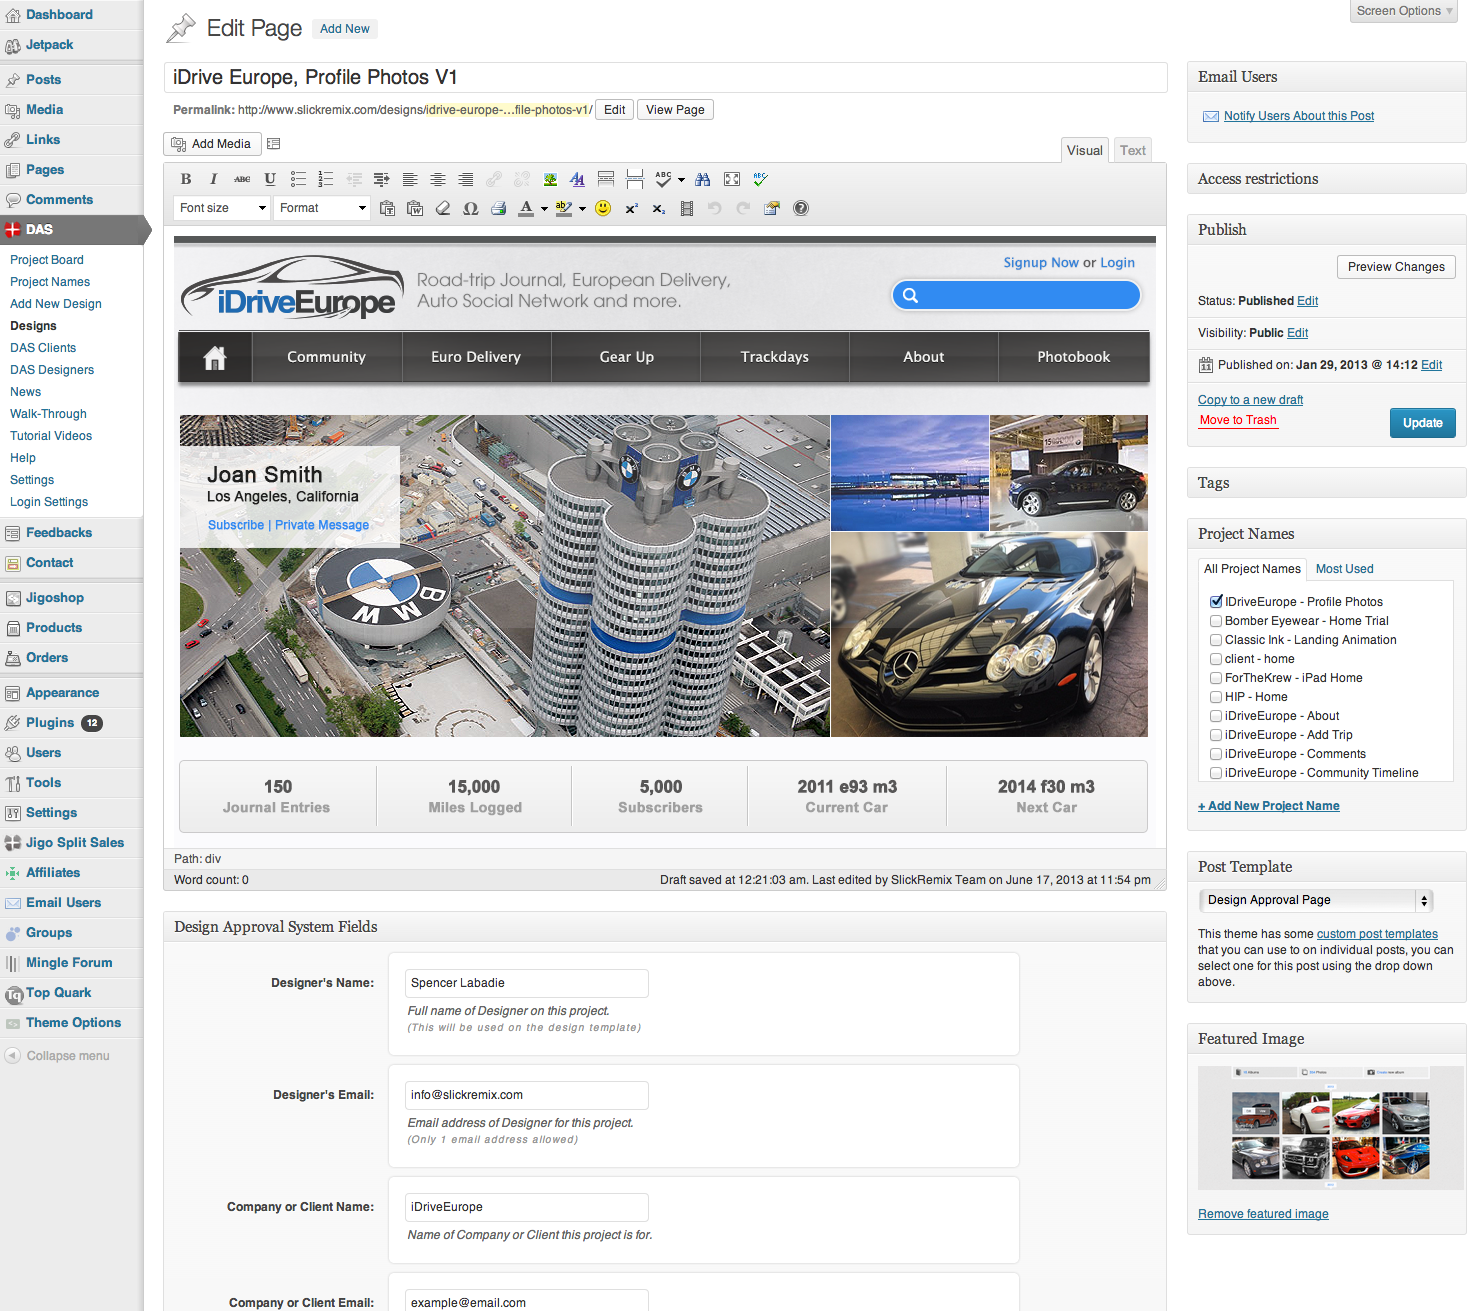 Dashboard
Jetpack
Posts
Media
Links
Pages
Comments
DAS
Project Board
Project Names
Add New Design
Designs
DAS Clients
DAS Designers
News
Walk-Through
Tutorial Videos
Help
Settings
Login Settings
Feedbacks
Contact
Jigoshop
Products
Orders
Appearance
Plugins 12
Users
Tools
Settings
Jigo Split Sales
Affiliates
Email Users
Groups
Mingle Forum
Top Quark
Theme Options
Collapse menu
Screen Options
Edit Page Add New
iDrive Europe, Profile Photos V1
Permalink: http://www.slickremix.com/designs/idrive-europe-...file-photos-v1/ Edit View Page
Add Media
Visual Text
B I ABC U ABC ABC
Font size Format
iDriveEurope
Road-trip Journal, European Delivery,
Auto Social Network and more.
Signup Now or Login
Community Euro Delivery Gear Up Trackdays About Photobook
Joan Smith
Los Angeles, California
Subscribe | Private Message
BMW
150 15,000 5,000 2011 e93 m3 2014 f30 m3
Journal Entries Miles Logged Subscribers Current Car Next Car
Path: div
Word count: 0 Draft saved at 12:21:03 am. Last edited by SlickRemix Team on June 17, 2013 at 11:54 pm
Design Approval System Fields
Designer's Name: Spencer Labadie
Full name of Designer on this project.
(This will be used on the design template)
Designer's Email: info@slickremix.com
Email address of Designer for this project.
(Only 1 email address allowed)
Company or Client Name: iDriveEurope
Name of Company or Client this project is for.
Company or Client Email: example@email.com
Email Users
Notify Users About this Post
Access restrictions
Publish
Preview Changes
Status: Published Edit
Visibility: Public Edit
Published on: Jan 29, 2013 @ 14:12 Edit
Copy to a new draft
Move to Trash
Update
Tags
Project Names
All Project Names Most Used
IDriveEurope - Profile Photos
Bomber Eyewear - Home Trial
Classic Ink - Landing Animation
client - home
ForTheKrew - iPad Home
HIP - Home
iDriveEurope - About
iDriveEurope - Add Trip
iDriveEurope - Comments
iDriveEurope - Community Timeline
+ Add New Project Name
Post Template
Design Approval Page
This theme has some custom post templates
that you can use to on individual posts, you can
select one for this post using the drop down
above.
Featured Image
Remove featured image